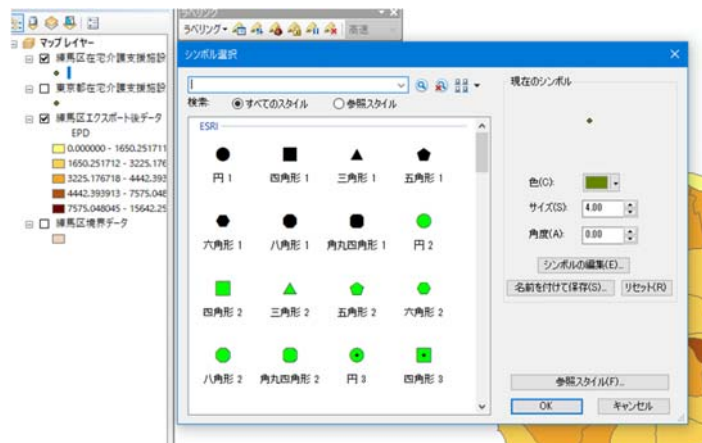 ラベリング
ラベリング▾
高速
マップ レイヤー
練馬区在宅介護支援施設
東京都在宅介護支援施設
練馬区エクスポート後データ
EPD
0.000000 - 1650.251711
1650.251712 - 3225.176
3225.176718 - 4442.393
4442.393913 - 7575.048
7575.048045 - 15642.25
練馬区境界データ
シンボル選択
検索:
すべてのスタイル
参照スタイル
ESRI
円 1
四角形 1
三角形 1
五角形 1
六角形 1
八角形 1
角丸四角形 1
円 2
四角形 2
三角形 2
五角形 2
六角形 2
八角形 2
角丸四角形 2
円 3
四角形 3
現在のシンボル
色(C):
サイズ(S):
4.00
角度(A):
0.00
シンボルの編集(E)...
名前を付けて保存(S)...
リセット(R)
参照スタイル(F)...
OK
キャンセル